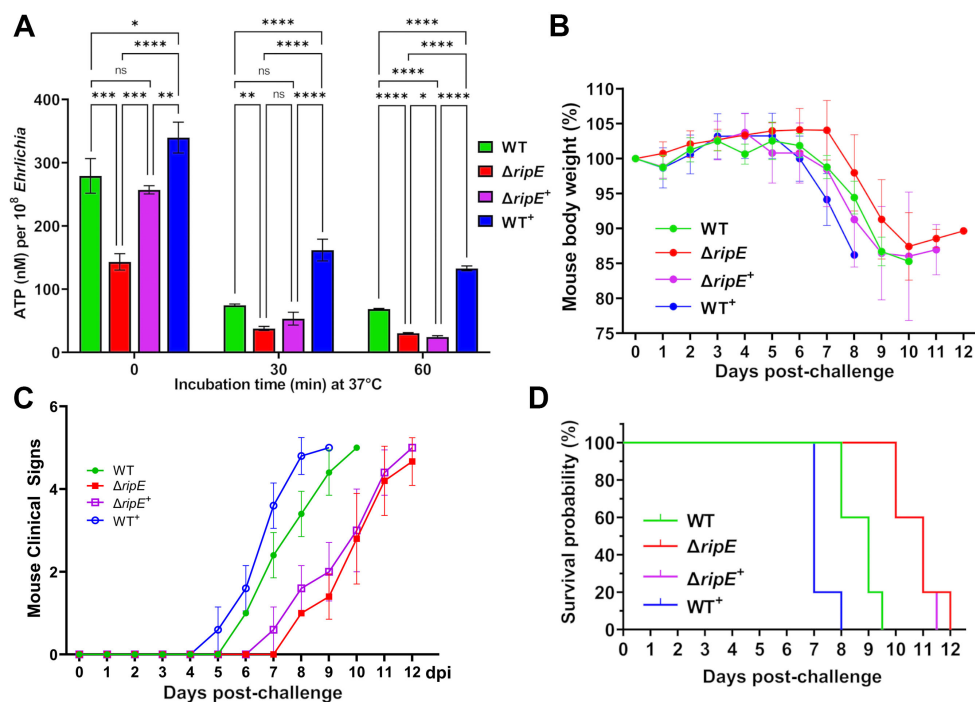 A
* **** ****
**** **** ****
ns ns ****
*** *** ** ** ns **** **** * ****
400
300
200
100
0
ATP (nM) per 10⁸ Ehrlichia
0 30 60
Incubation time (min) at 37°C
WT
ΔripE
ΔripE⁺
WT⁺
B
110
105
100
95
90
85
80
75
Mouse body weight (%)
WT
ΔripE
ΔripE⁺
WT⁺
0 1 2 3 4 5 6 7 8 9 10 11 12
Days post-challenge
C
6
4
2
0
Mouse Clinical Signs
WT
ΔripE
ΔripE⁺
WT⁺
0 1 2 3 4 5 6 7 8 9 10 11 12 dpi
Days post-challenge
D
100
80
60
40
20
0
Survival probability (%)
WT
ΔripE
ΔripE⁺
WT⁺
0 1 2 3 4 5 6 7 8 9 10 11 12
Days post-challenge